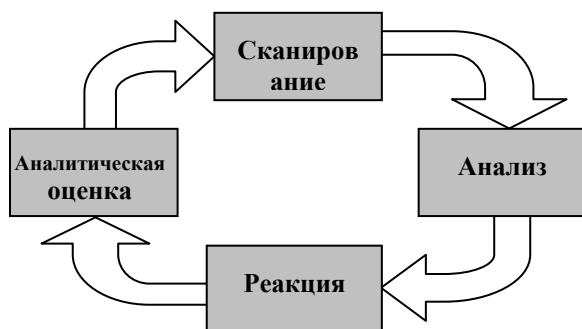 Сканиров
ание
Аналитическая
оценка
Анализ
Реакция